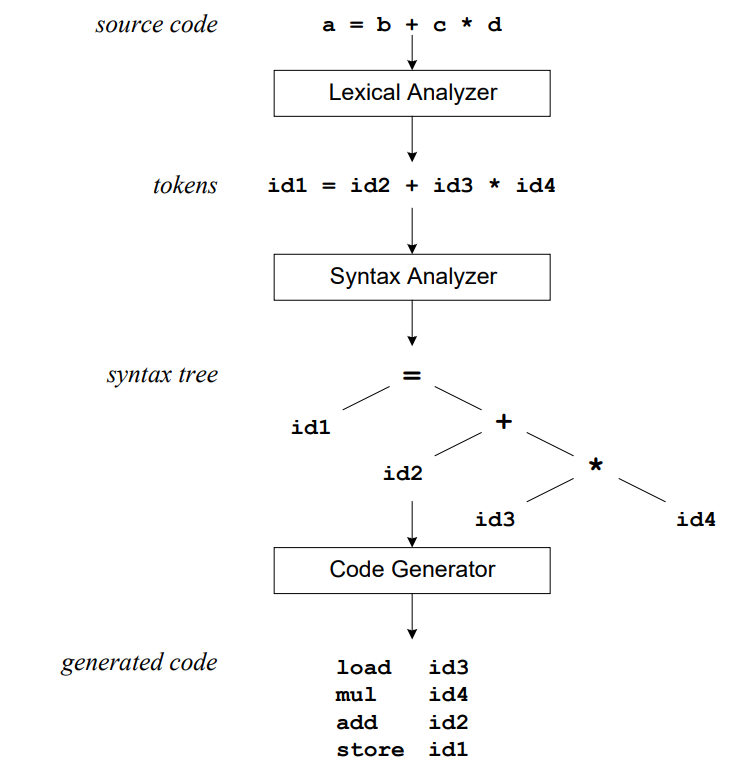 source code a = b + c * d
Lexical Analyzer
tokens id1 = id2 + id3 * id4
Syntax Analyzer
syntax tree =
id1 +
id2 *
id3 id4
Code Generator
generated code load id3
mul id4
add id2
store id1